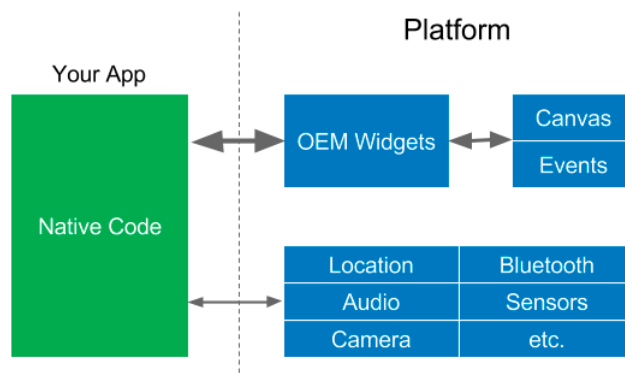 Platform
Your App
Native Code
OEM Widgets
Canvas
Events
Location
Bluetooth
Audio
Sensors
Camera
etc.